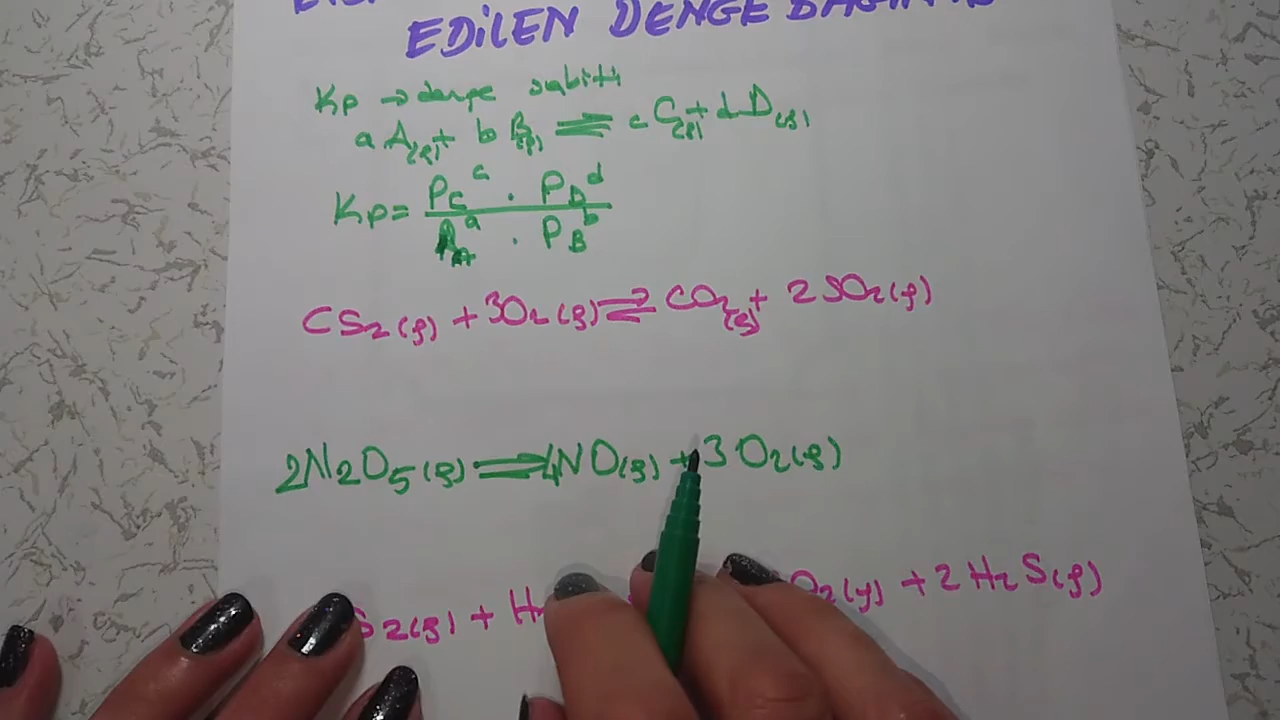 EDİLEN DENGE
Kp → denge sabiti
a A(g) + b B(g) ⇌ c C(g) + d D(g)
Kp = PC^c . PD^d / PA^a . PB^b
CS2(g) + 3O2(g) ⇌ CO2(g) + 2SO2(g)
2N2O5(g) ⇌ 4NO(g) + 3O2(g)
S2(g) + H O2(g) + 2H2S(g)